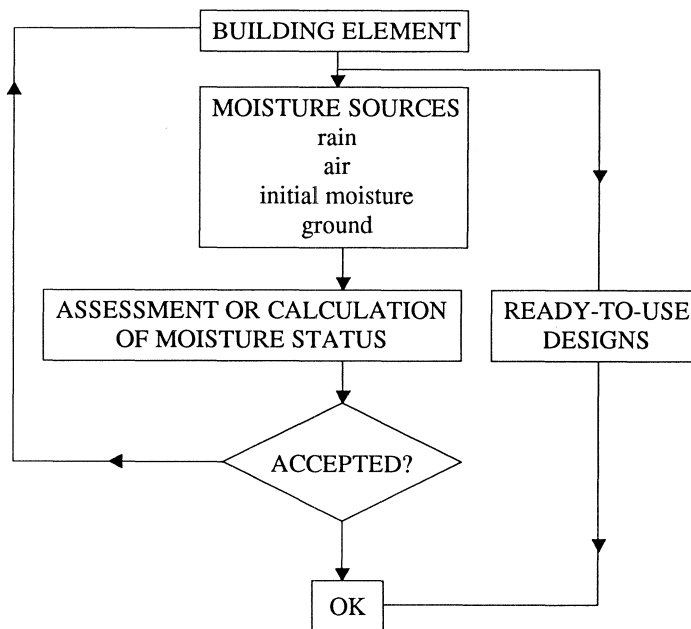 BUILDING ELEMENT
MOISTURE SOURCES
rain
air
initial moisture
ground
ASSESSMENT OR CALCULATION
OF MOISTURE STATUS
READY-TO-USE
DESIGNS
ACCEPTED?
OK